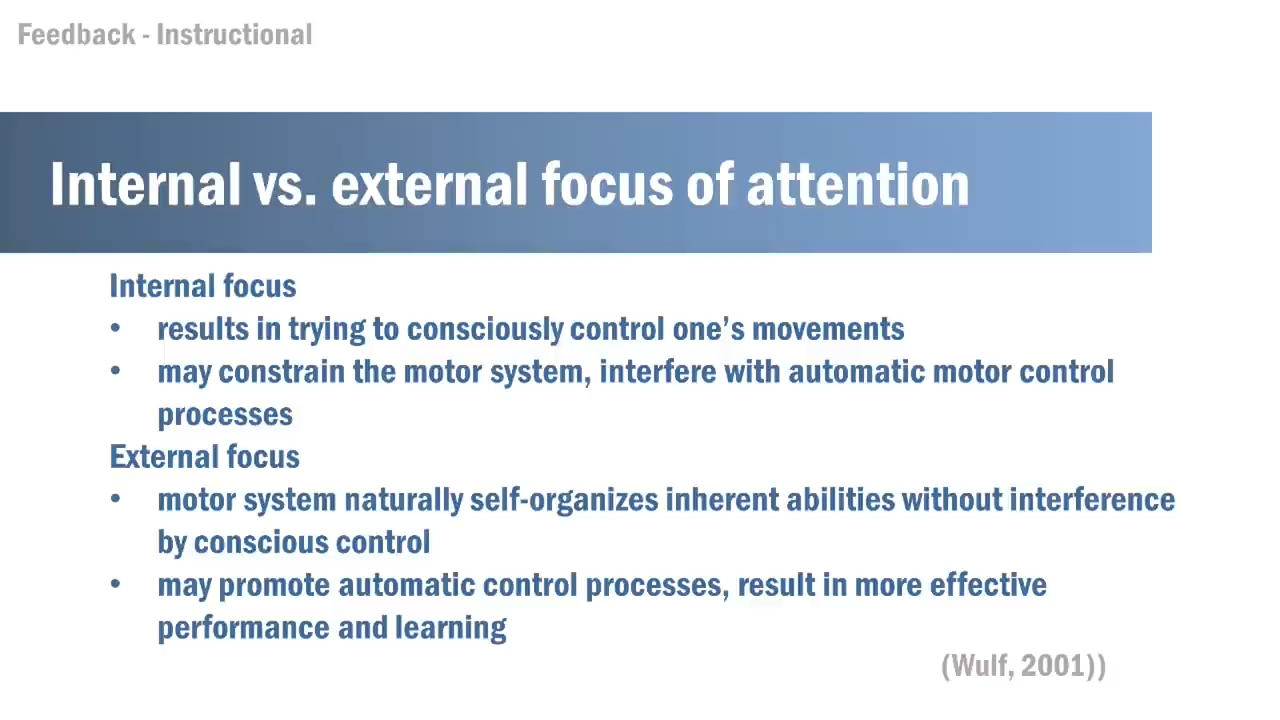 Feedback - Instructional
Internal vs. external focus of attention
Internal focus
• results in trying to consciously control one’s movements
• may constrain the motor system, interfere with automatic motor control
processes
External focus
• motor system naturally self-organizes inherent abilities without interference
by conscious control
• may promote automatic control processes, result in more effective
performance and learning
(Wulf, 2001))